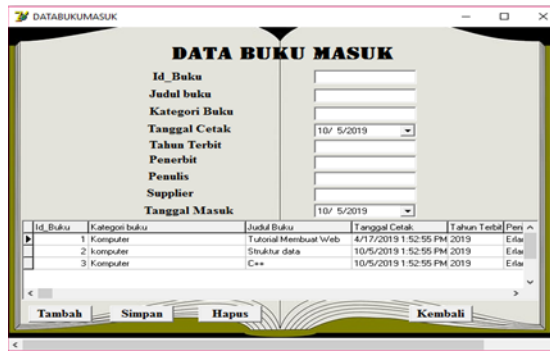 DATABUKUMASUK
DATA BUKU MASUK
Id_Buku
Judul buku
Kategori Buku
Tanggal Cetak 10/ 5/2019
Tahun Terbit
Penerbit
Penulis
Supplier
Tanggal Masuk 10/ 5/2019
Id_Buku Kategori buku Judul Buku Tanggal Cetak Tahun Terbit
1 Komputer Tutorial Membuat Web 4/17/2019 1:52:55 PM 2019
2 komputer Struktur data 10/5/2019 1:52:55 PM 2019
3 Komputer C++ 10/5/2019 1:52:55 PM 2019
Tambah Simpan Hapus Kembali